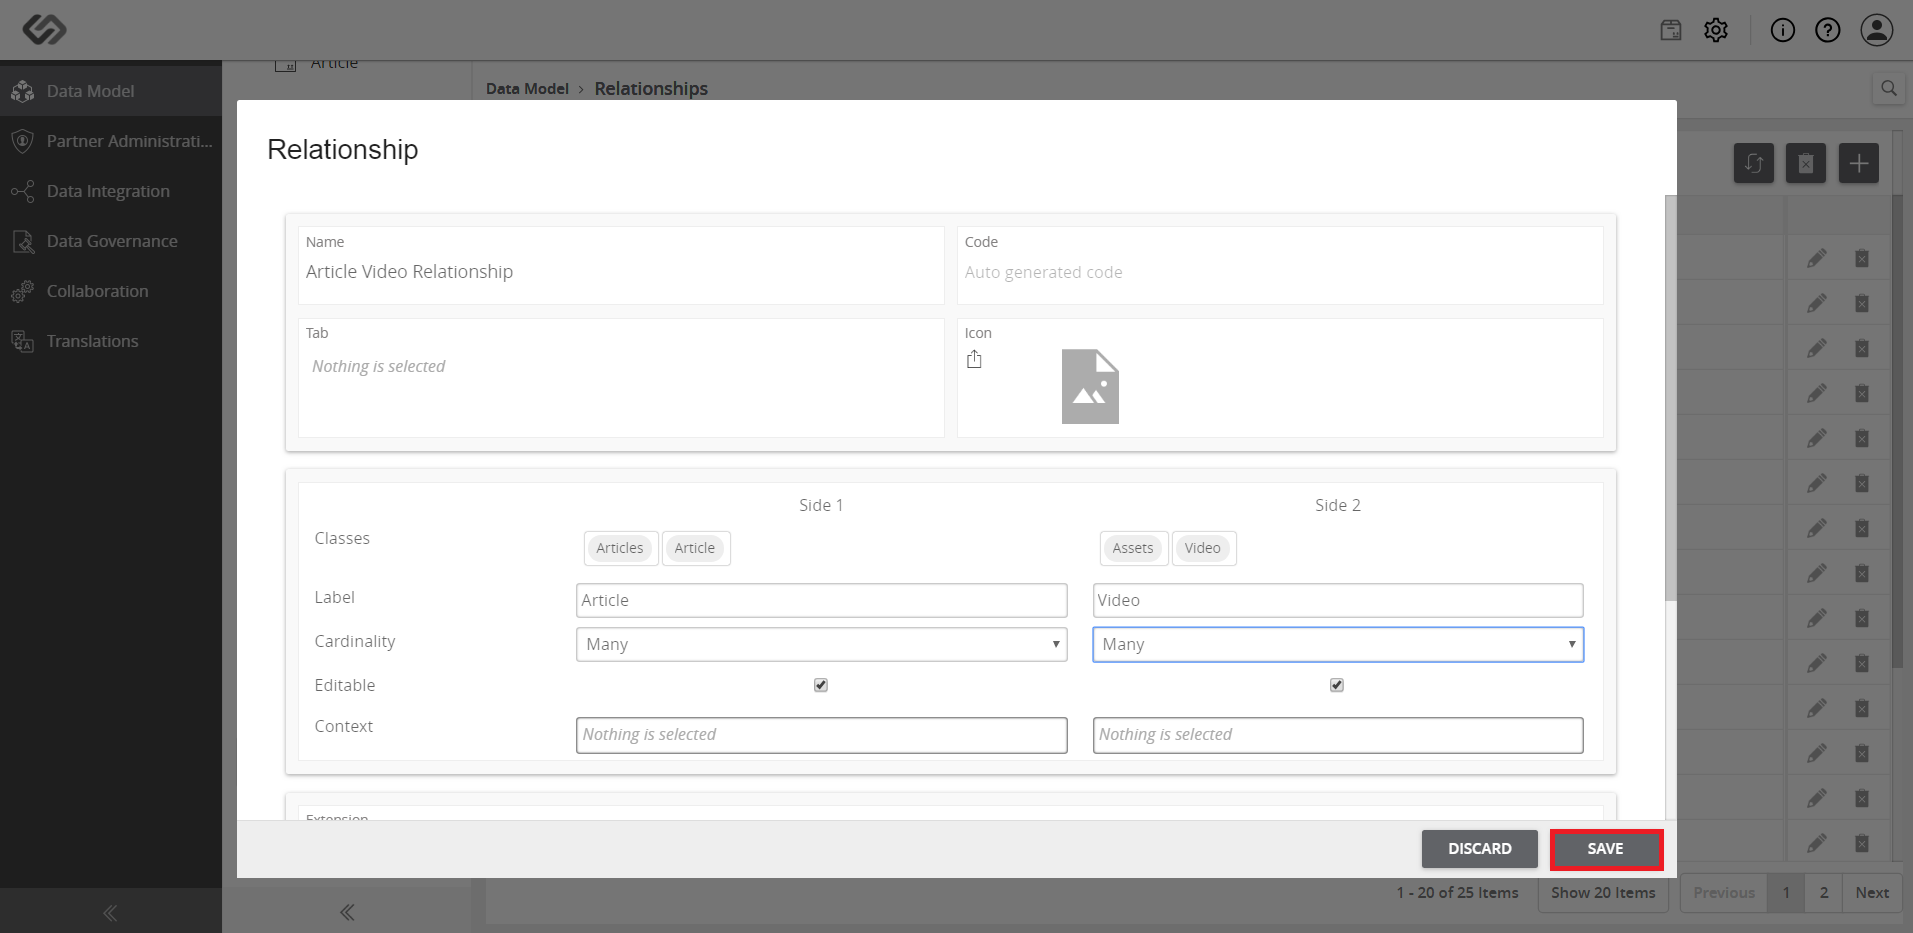 Article
Data Model
Data Model › Relationships
Partner Administrati...
Data Integration
Data Governance
Collaboration
Translations
Relationship
Name
Article Video Relationship
Code
Auto generated code
Tab
Nothing is selected
Icon
Side 1 Side 2
Classes Articles Article Assets Video
Label Article Video
Cardinality Many Many
Editable
Context Nothing is selected Nothing is selected
Extension
DISCARD SAVE
1 - 20 of 25 Items Show 20 Items Previous 1 2 Next